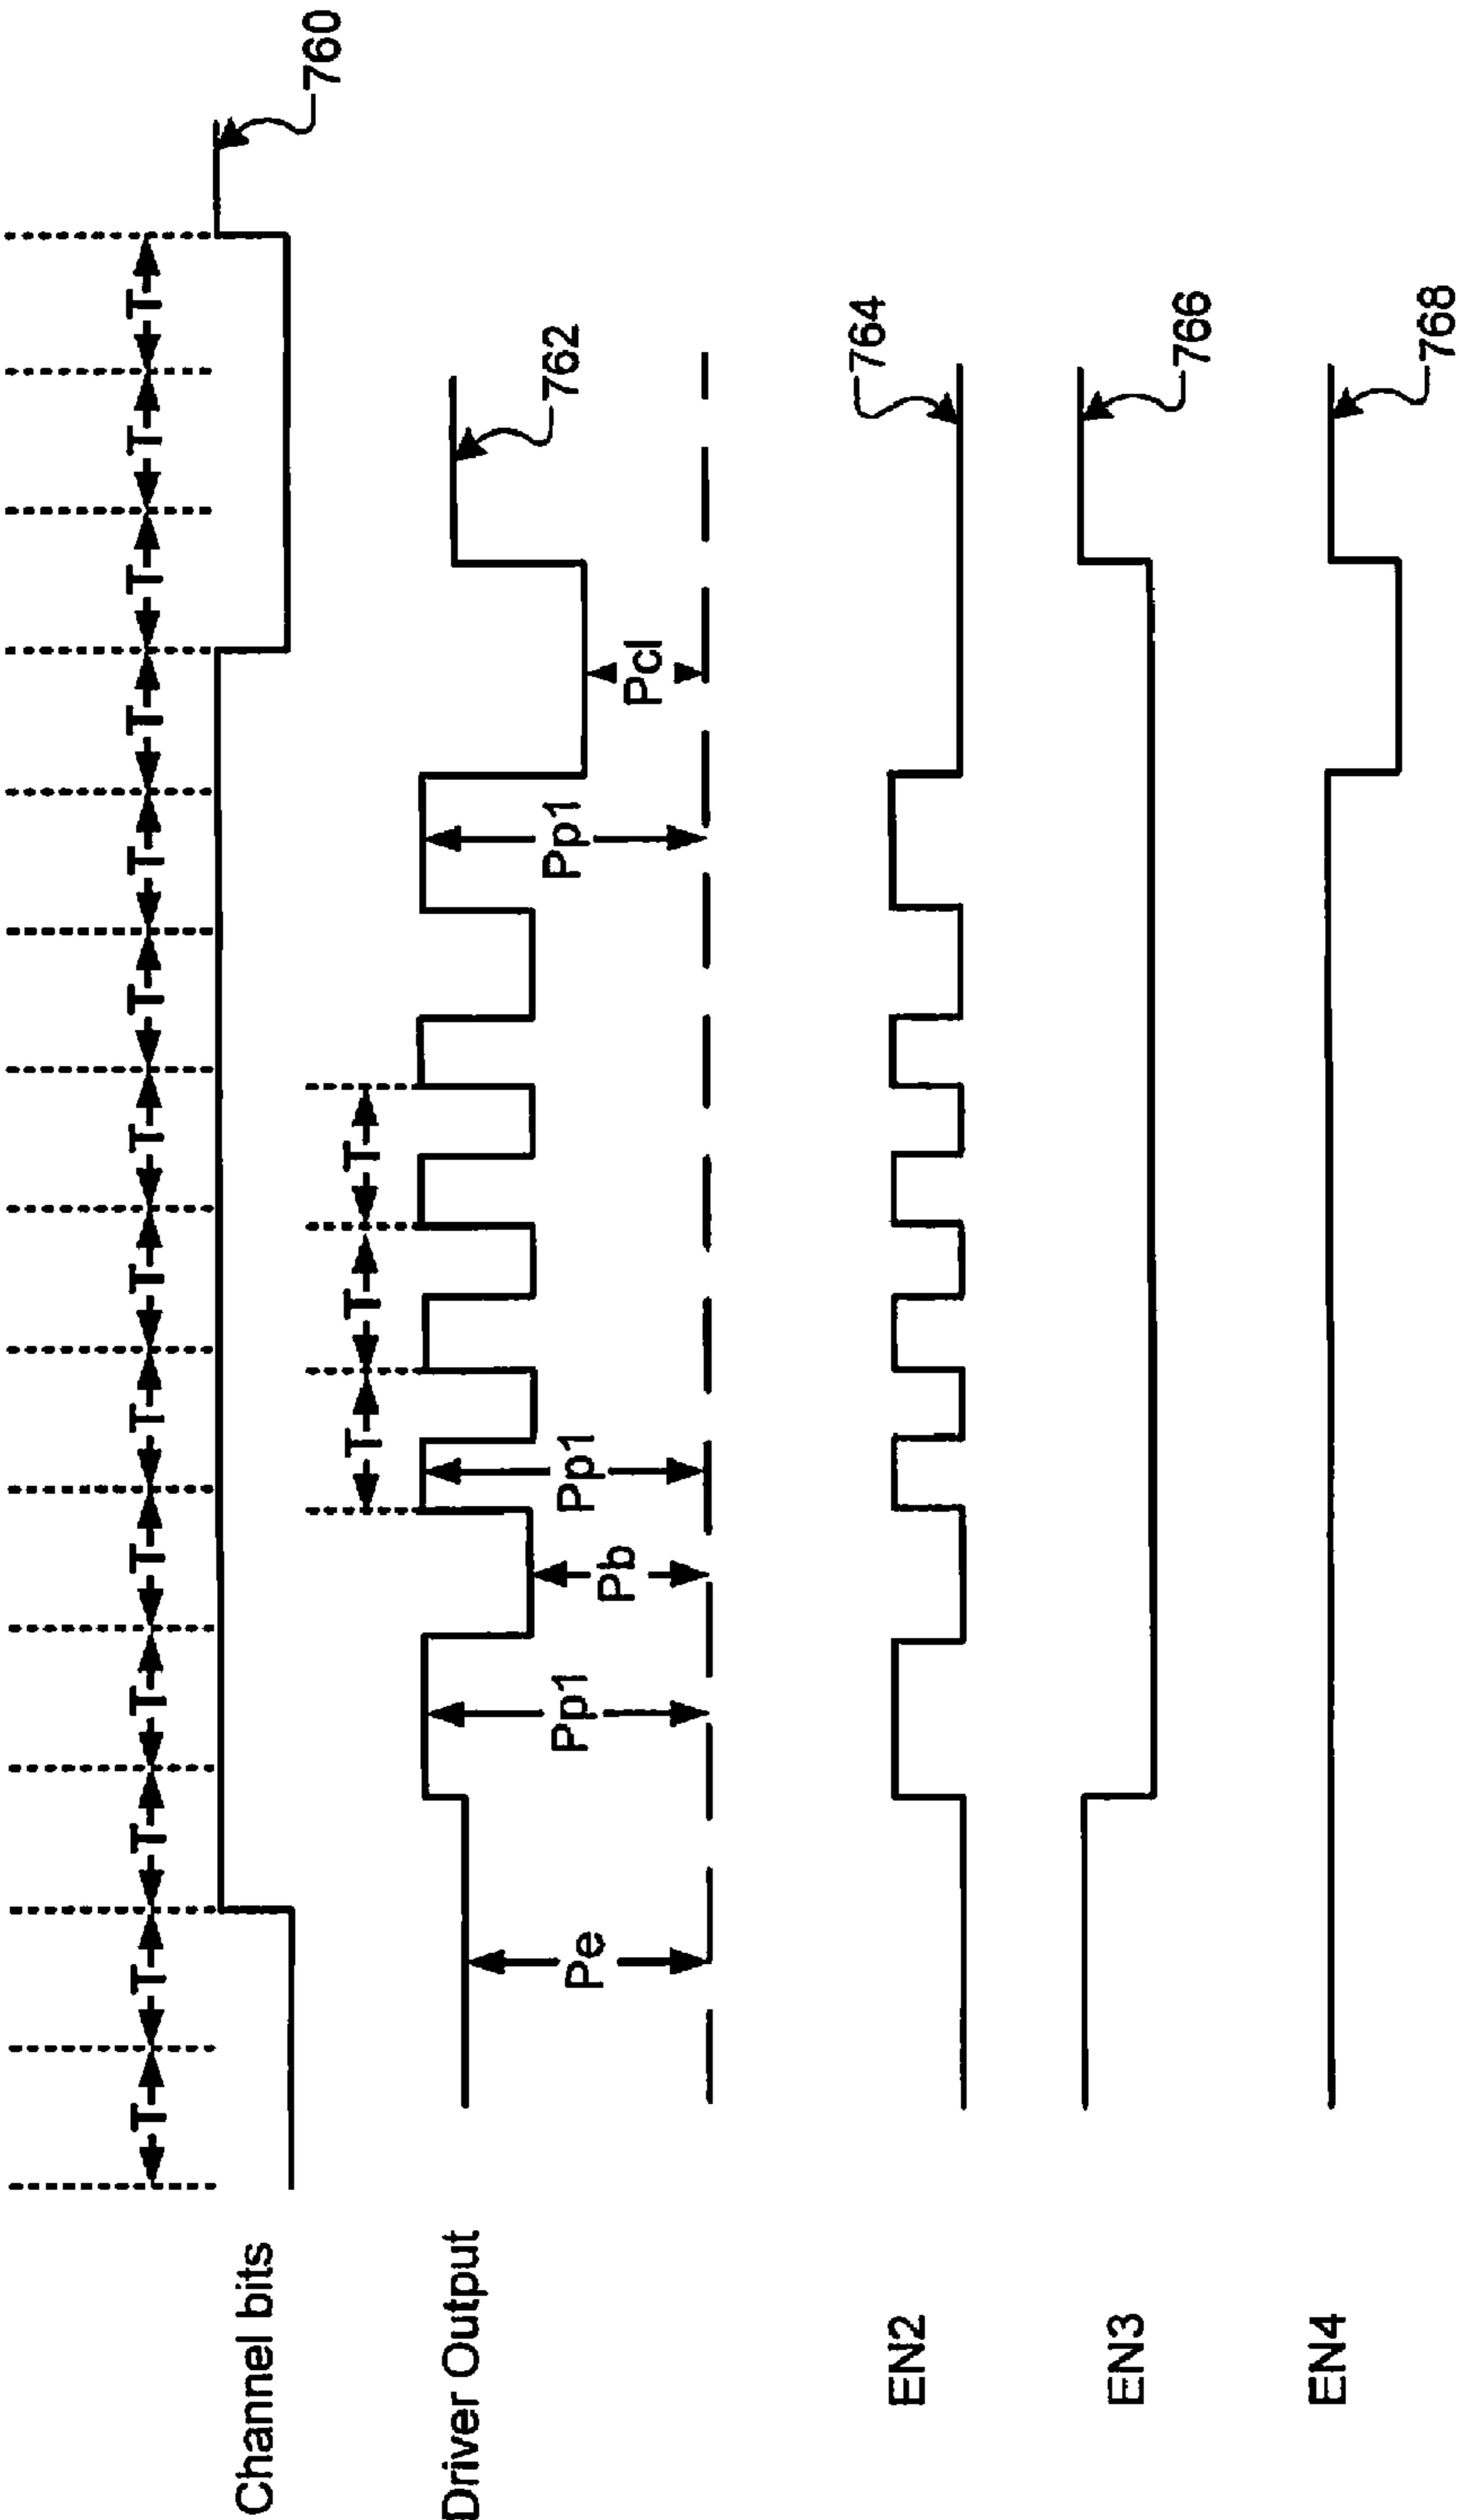 T T T T T T T T T T T T T T
Channel bits 760
T T T
Driver Output 762
Pe Pp1 Pb Pp1 Pp1 Pcl
EN2 764
EN3 766
EN4 768